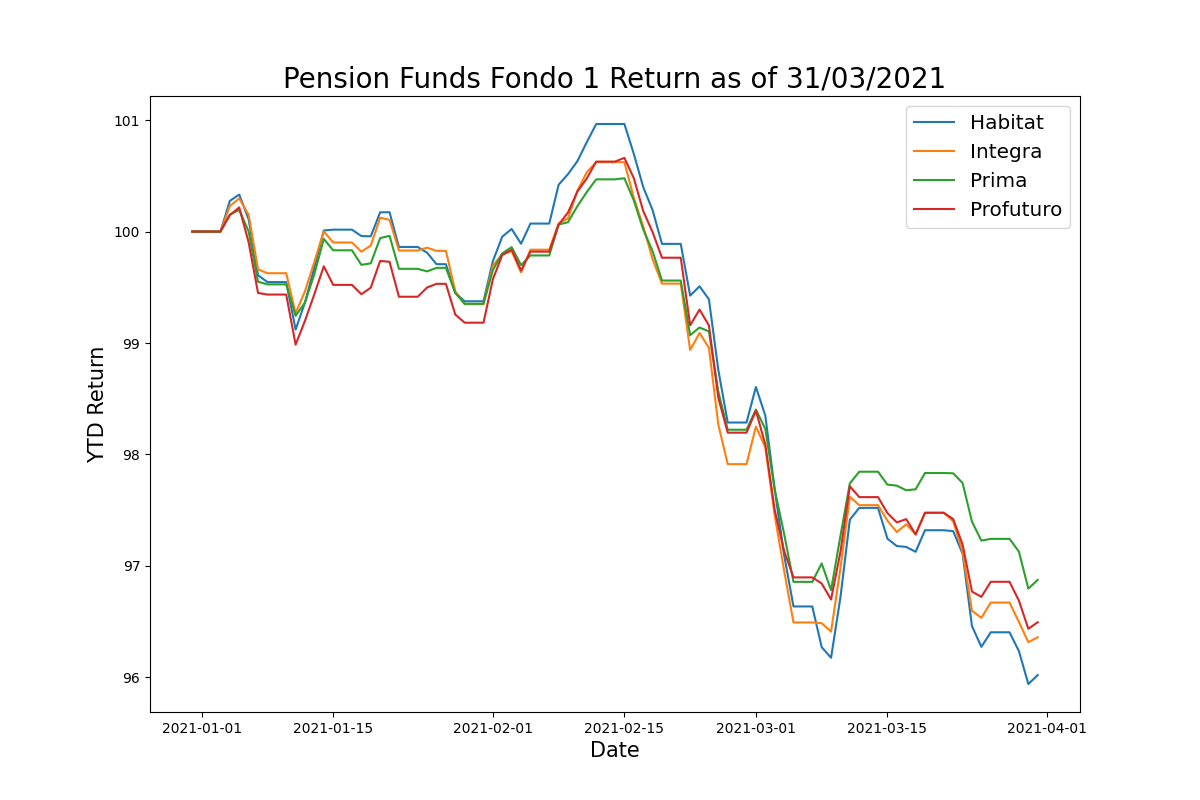 Pension Funds Fondo 1 Return as of 31/03/2021
Habitat
Integra
Prima
Profuturo
YTD Return
101
100
99
98
97
96
2021-01-01
2021-01-15
2021-02-01
2021-02-15
2021-03-01
2021-03-15
2021-04-01
Date